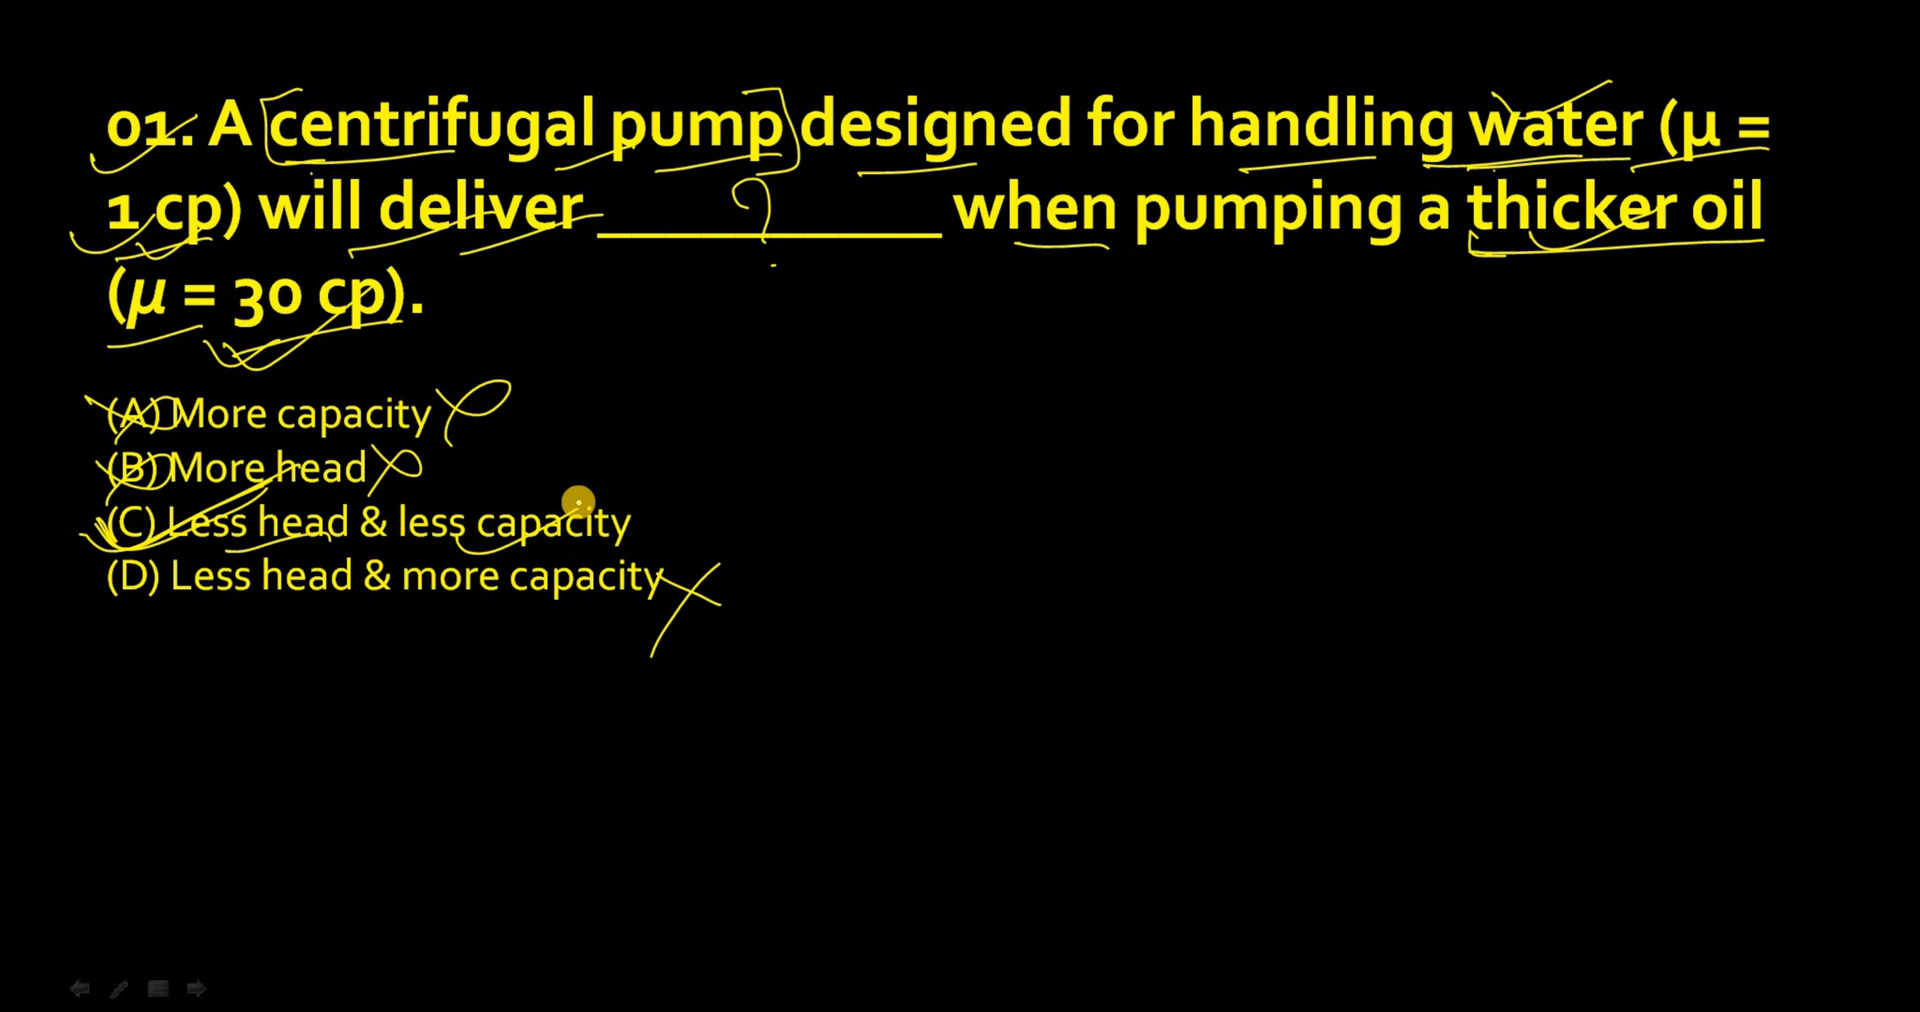 01. A centrifugal pump designed for handling water (μ =
1 cp) will deliver ______________ when pumping a thicker oil
(μ = 30 cp).
?
(A) More capacity
(B) More head
(C) Less head & less capacity
(D) Less head & more capacity